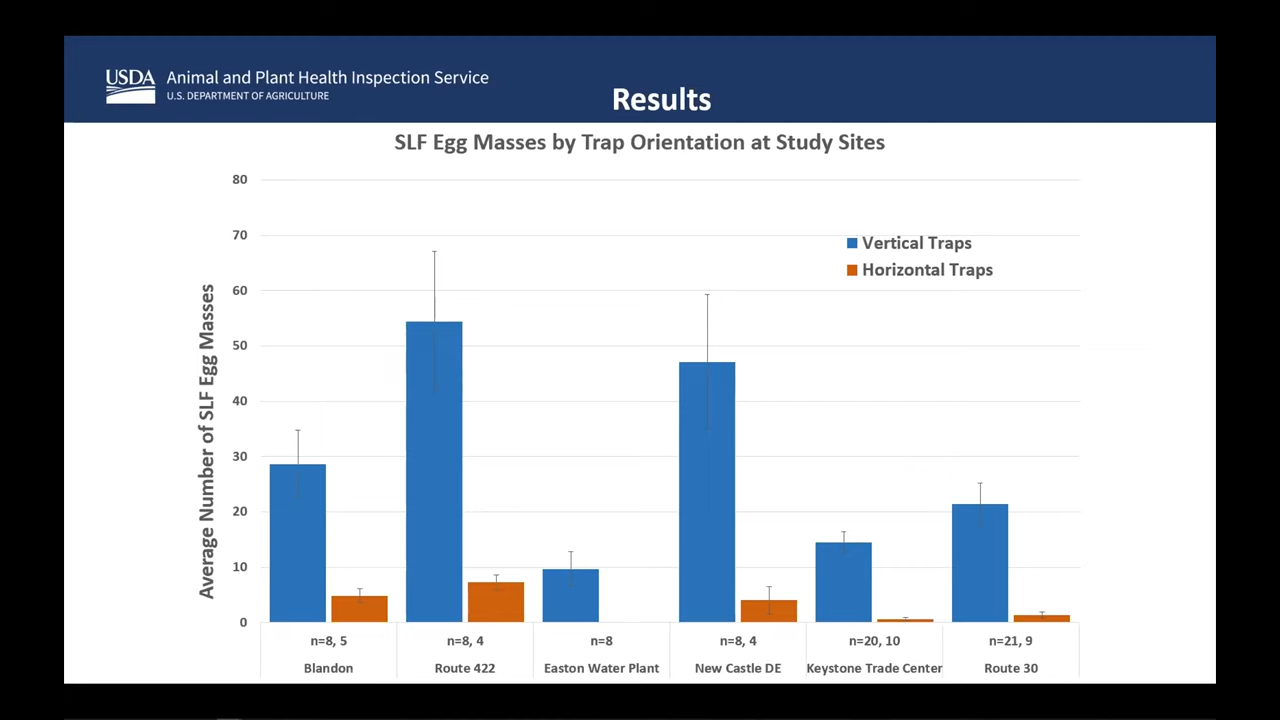 USDA Animal and Plant Health Inspection Service
U.S. DEPARTMENT OF AGRICULTURE
Results
SLF Egg Masses by Trap Orientation at Study Sites
Average Number of SLF Egg Masses
80
70
60
50
40
30
20
10
0
Vertical Traps
Horizontal Traps
n=8, 5 n=8, 4 n=8 n=8, 4 n=20, 10 n=21, 9
Blandon Route 422 Easton Water Plant New Castle DE Keystone Trade Center Route 30